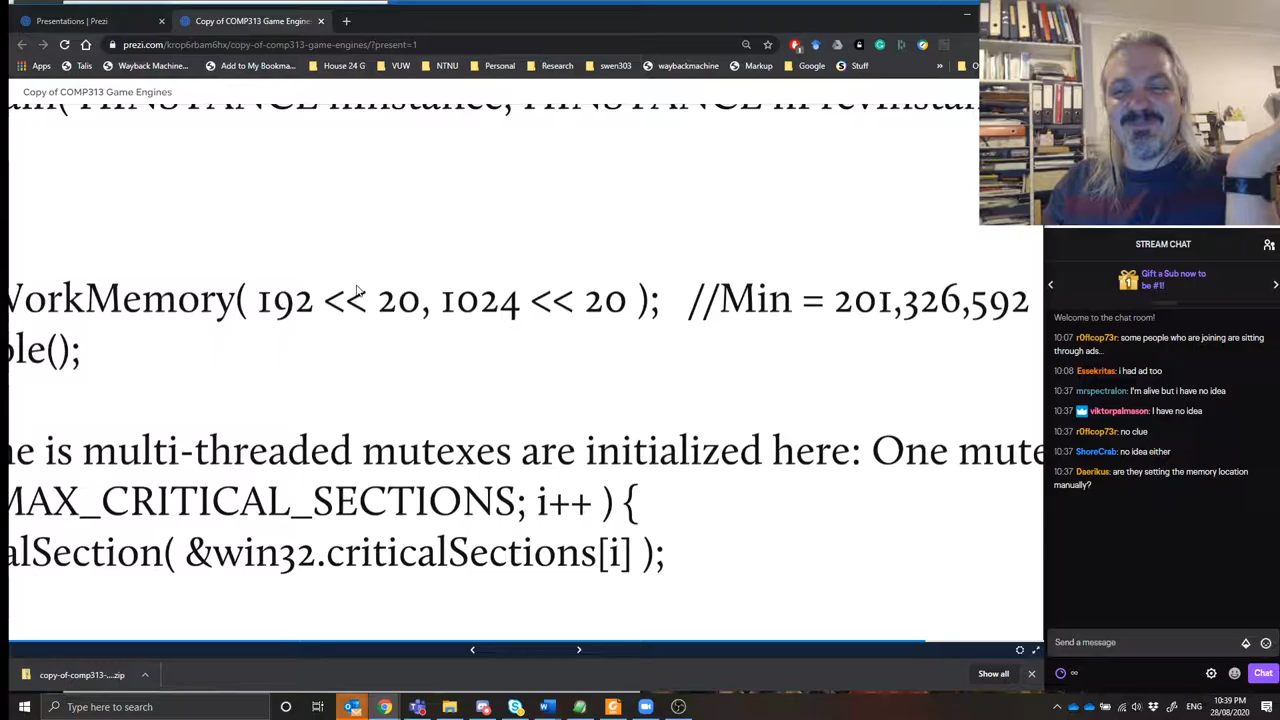 Presentations | Prezi
Copy of COMP313 Game Engine
prezi.com/krop6rbam6hx/copy-of-comp313-game-engines/?present=1
Apps Talis Wayback Machine... Add to My Bookma... House 24 G VUW NTNU Personal Research swen303 waybackmachine Markup Google Stuff »
Copy of COMP313 Game Engines
STREAM CHAT
Gift a Sub now to
be #1!
WorkMemory( 192 << 20, 1024 << 20 ); //Min = 201,326,592
ole();
ne is multi-threaded mutexes are initialized here: One mute
MAX_CRITICAL_SECTIONS; i++ ) {
alSection( &win32.criticalSections[i] );
Welcome to the chat room!
10:07 r0flcop73r: some people who are joining are sitting
through ads...
10:08 Essekritas: i had ad too
10:37 mrspectralon: I'm alive but i have no idea
10:37 viktorpalmason: I have no idea
10:37 r0flcop73r: no clue
10:37 ShoreCrab: no idea either
10:37 Daerikus: are they setting the memory location
manually?
Send a message
Chat
copy-of-comp313-....zip
Show all
Type here to search
10:39 PM
28/08/2020